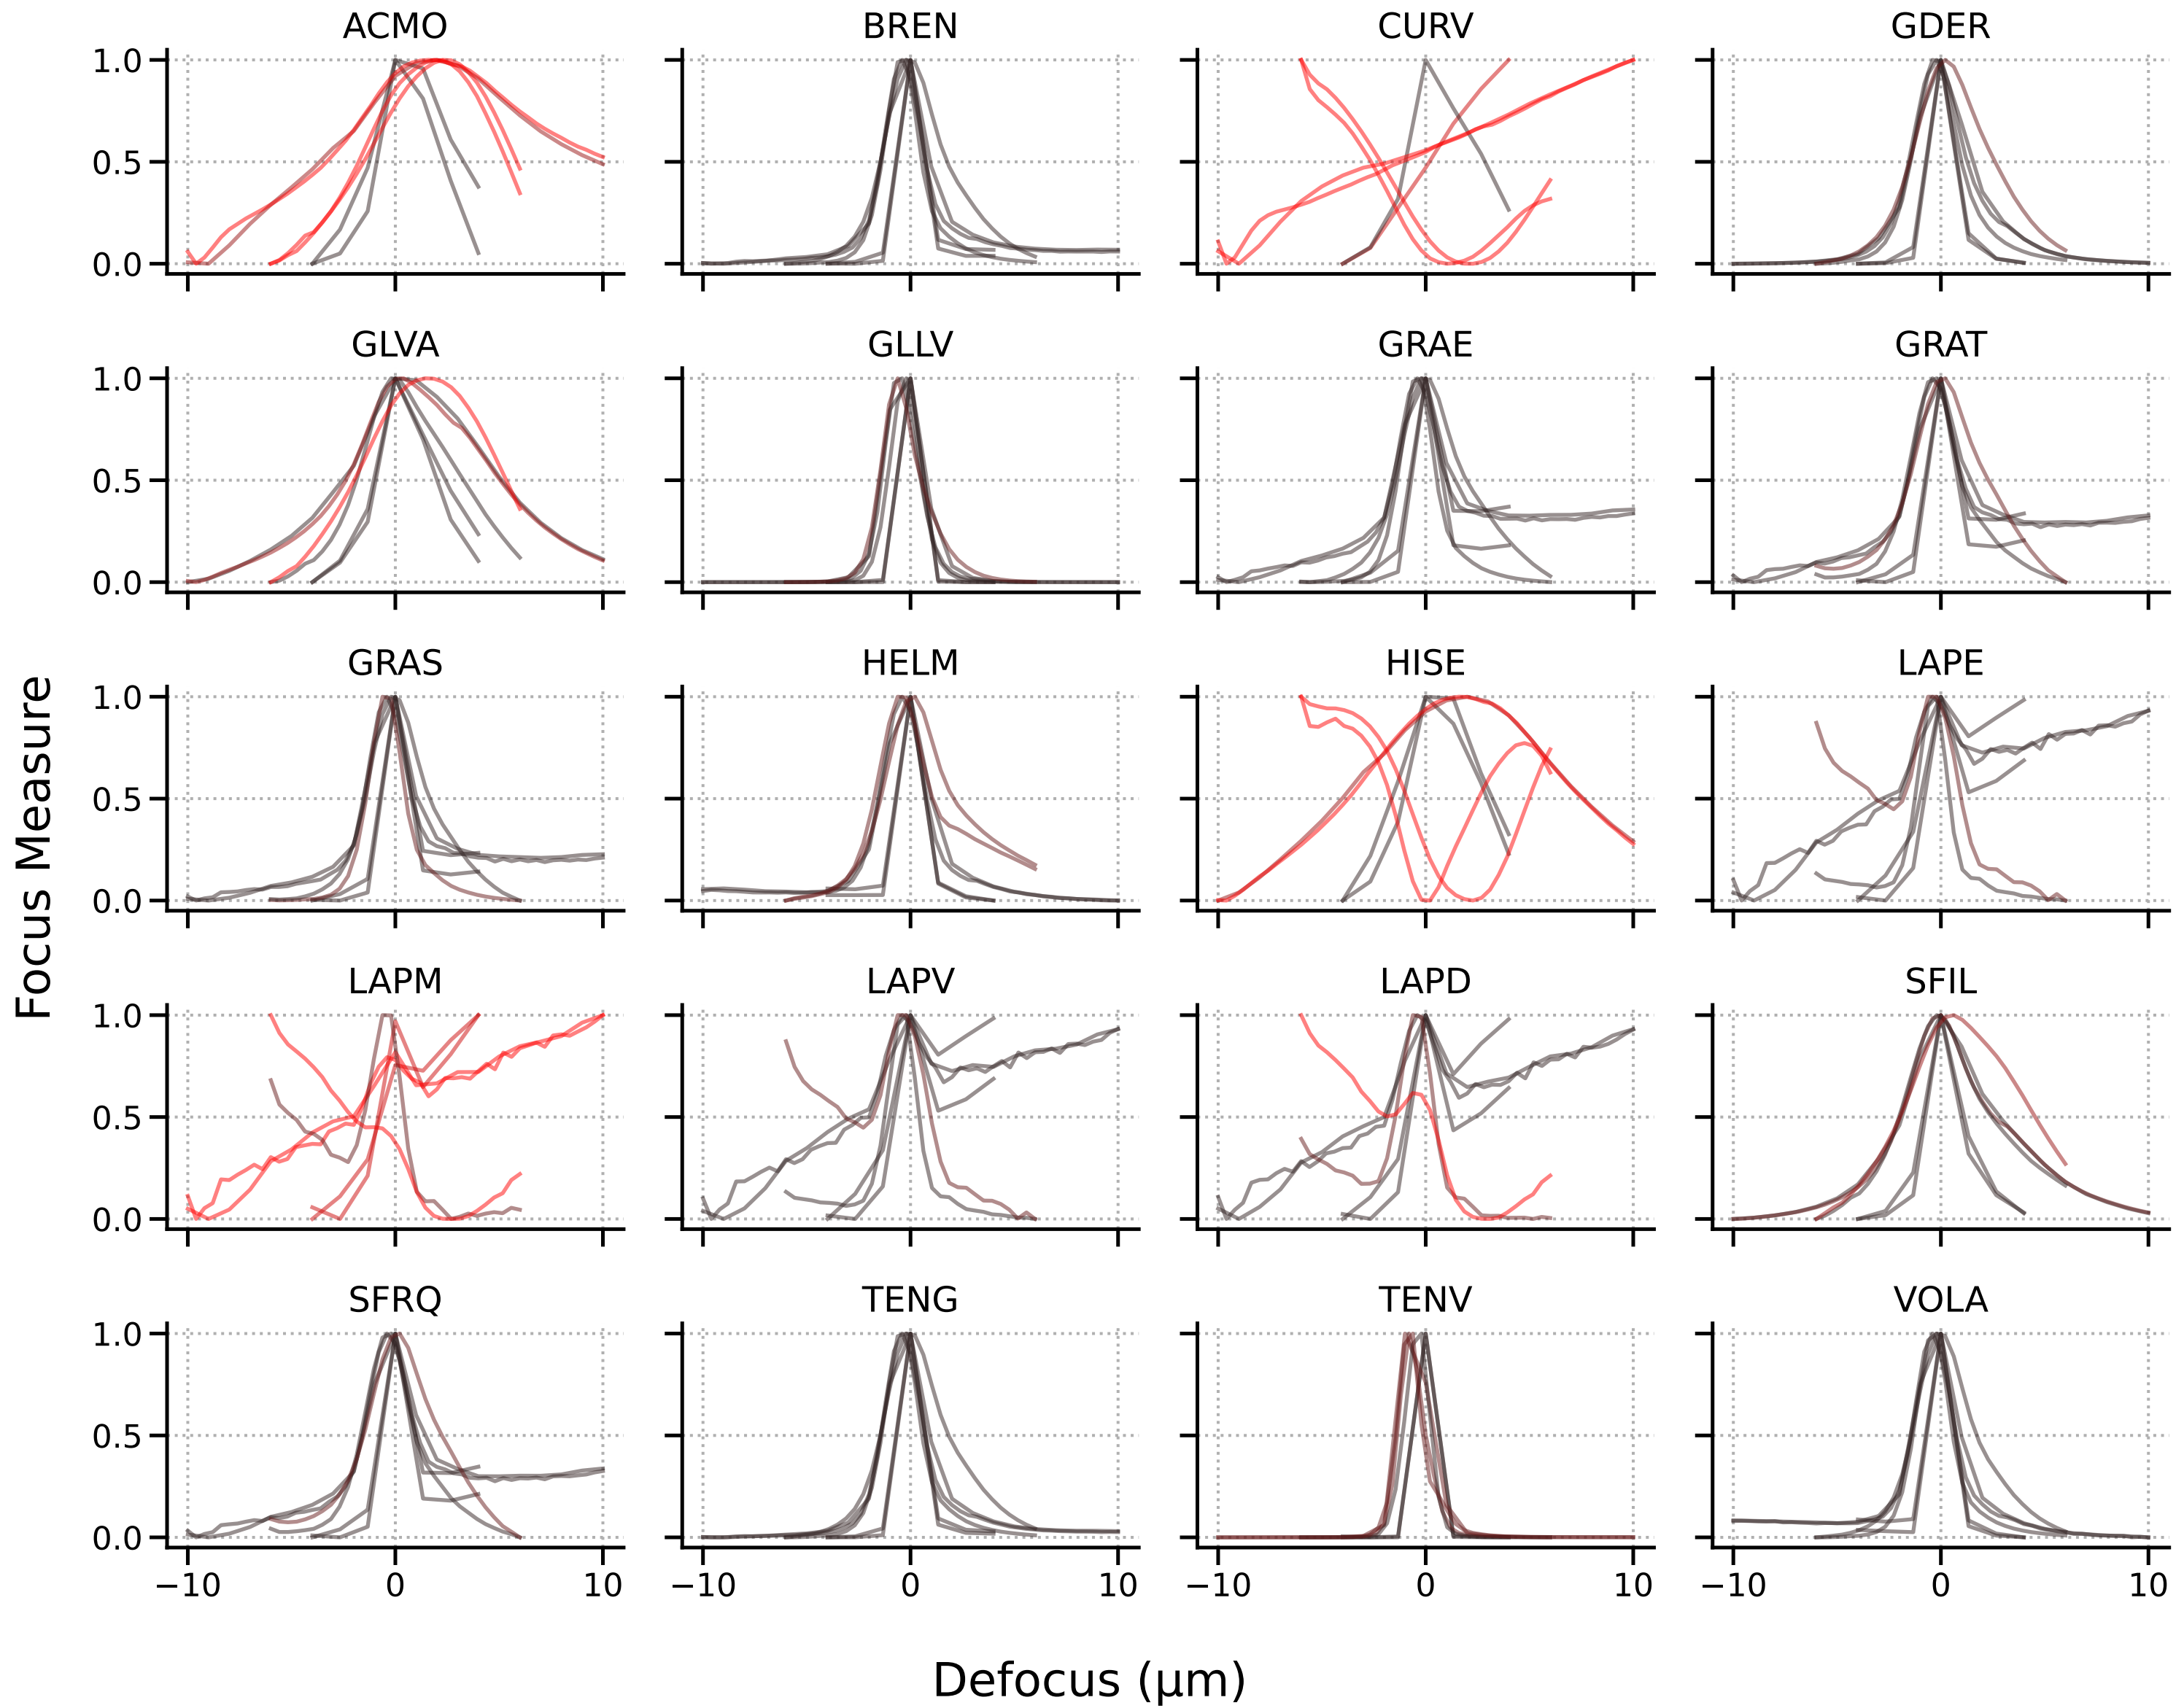 ACMO BREN CURV GDER
1.0
0.5
0.0
GLVA GLLV GRAE GRAT
1.0
0.5
0.0
GRAS HELM HISE LAPE
1.0
0.5
0.0
Focus Measure
LAPM LAPV LAPD SFIL
1.0
0.5
0.0
SFRQ TENG TENV VOLA
1.0
0.5
0.0
−10 0 10 −10 0 10 −10 0 10 −10 0 10
Defocus (μm)